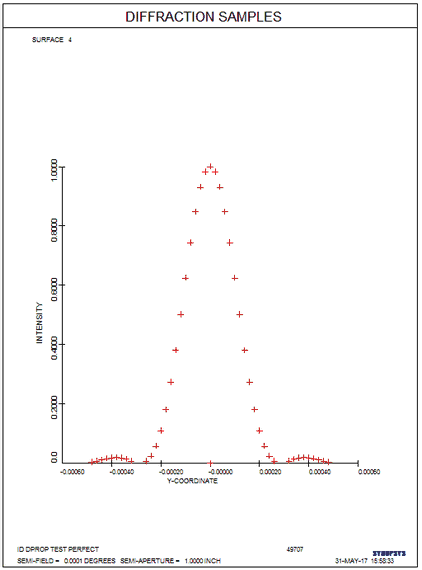 DIFFRACTION SAMPLES
SURFACE 4
1.0000
0.8000
0.6000
0.4000
0.2000
0.0
INTENSITY
-0.00060 -0.00040 -0.00020 -0.00000 0.00020 0.00040 0.00060
Y-COORDINATE
ID DPROP TEST PERFECT 49707 SYNOPSYS
SEMI-FIELD = 0.0001 DEGREES SEMI-APERTURE = 1.0000 INCH 31-MAY-17 15:58:33